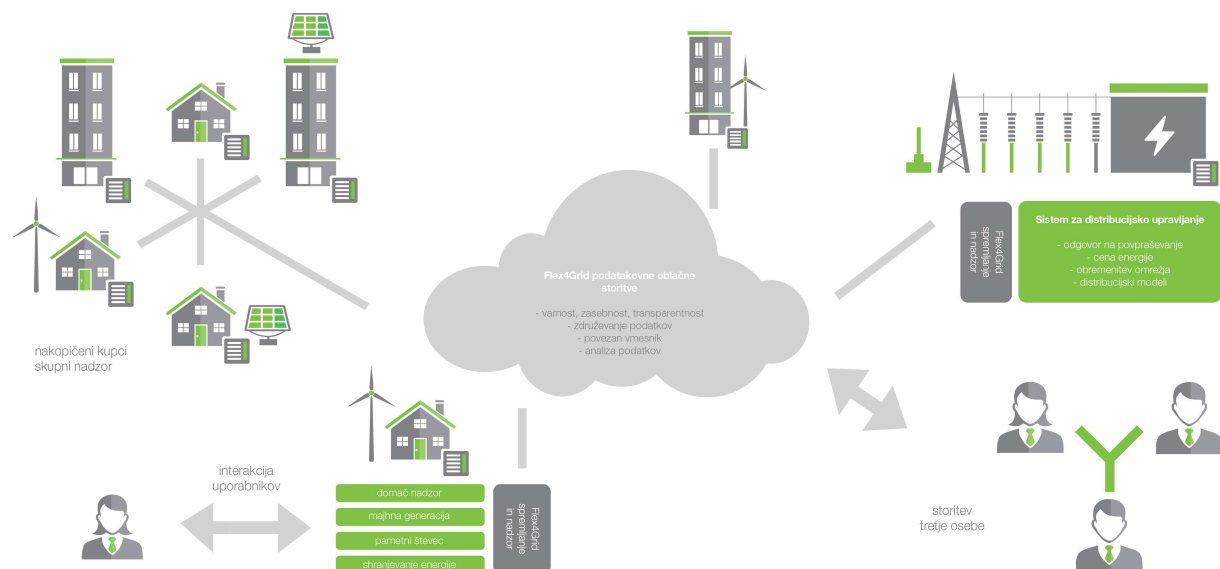 nakopičeni kupci
skupni nadzor
Flex4Grid podatakovne oblačne
storitve
- varnost, zasebnost, transparentnost
- združevanje podatkov
- povezan vmesnik
- analiza podatkov
Flex4Grid
spremljanje
in nadzor
Sistem za distribucijsko upravljanje
- odgovor na povpraševanje
- cena energije
- obremenitev omrežja
- distribucijski modeli
interakcija
uporabnikov
domač nadzor
majhna generacija
pametni števec
shranjevanje energije
Flex4Grid
spremljanje
in nadzor
storitev
tretje osebe